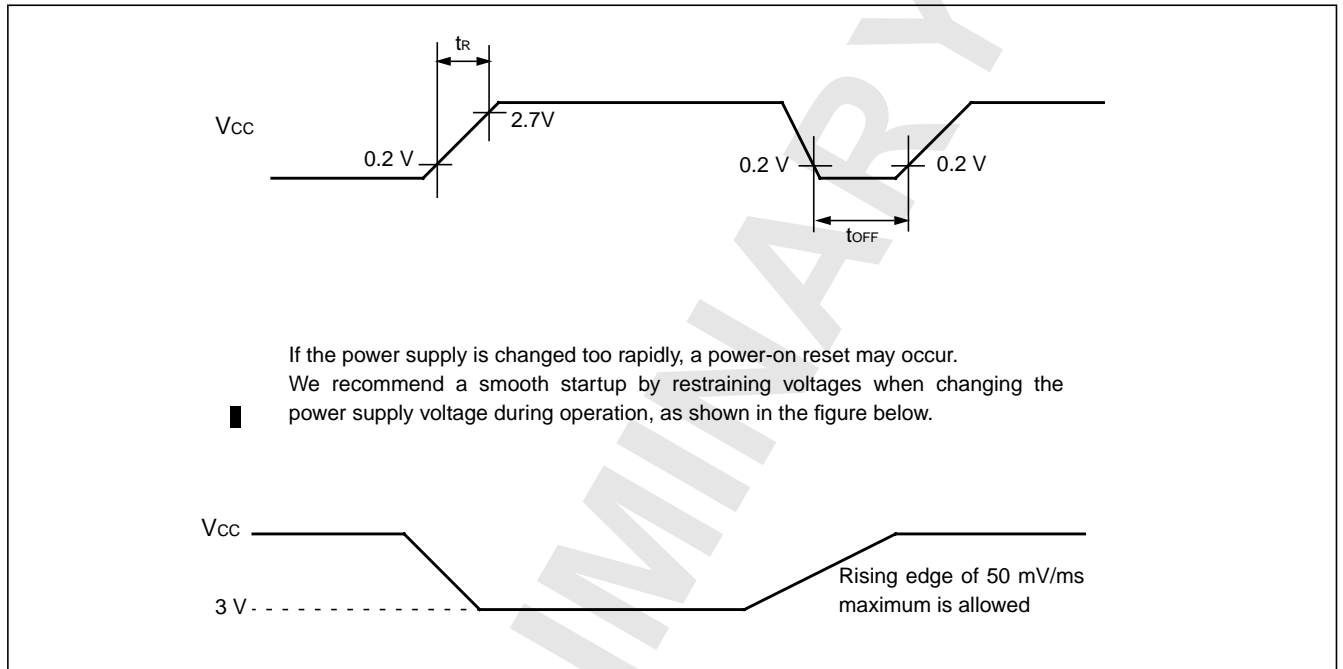 tR
VCC
2.7V
0.2 V
0.2 V
0.2 V
tOFF
If the power supply is changed too rapidly, a power-on reset may occur.
We recommend a smooth startup by restraining voltages when changing the
power supply voltage during operation, as shown in the figure below.
VCC
Rising edge of 50 mV/ms
3 V
maximum is allowed
MINARY